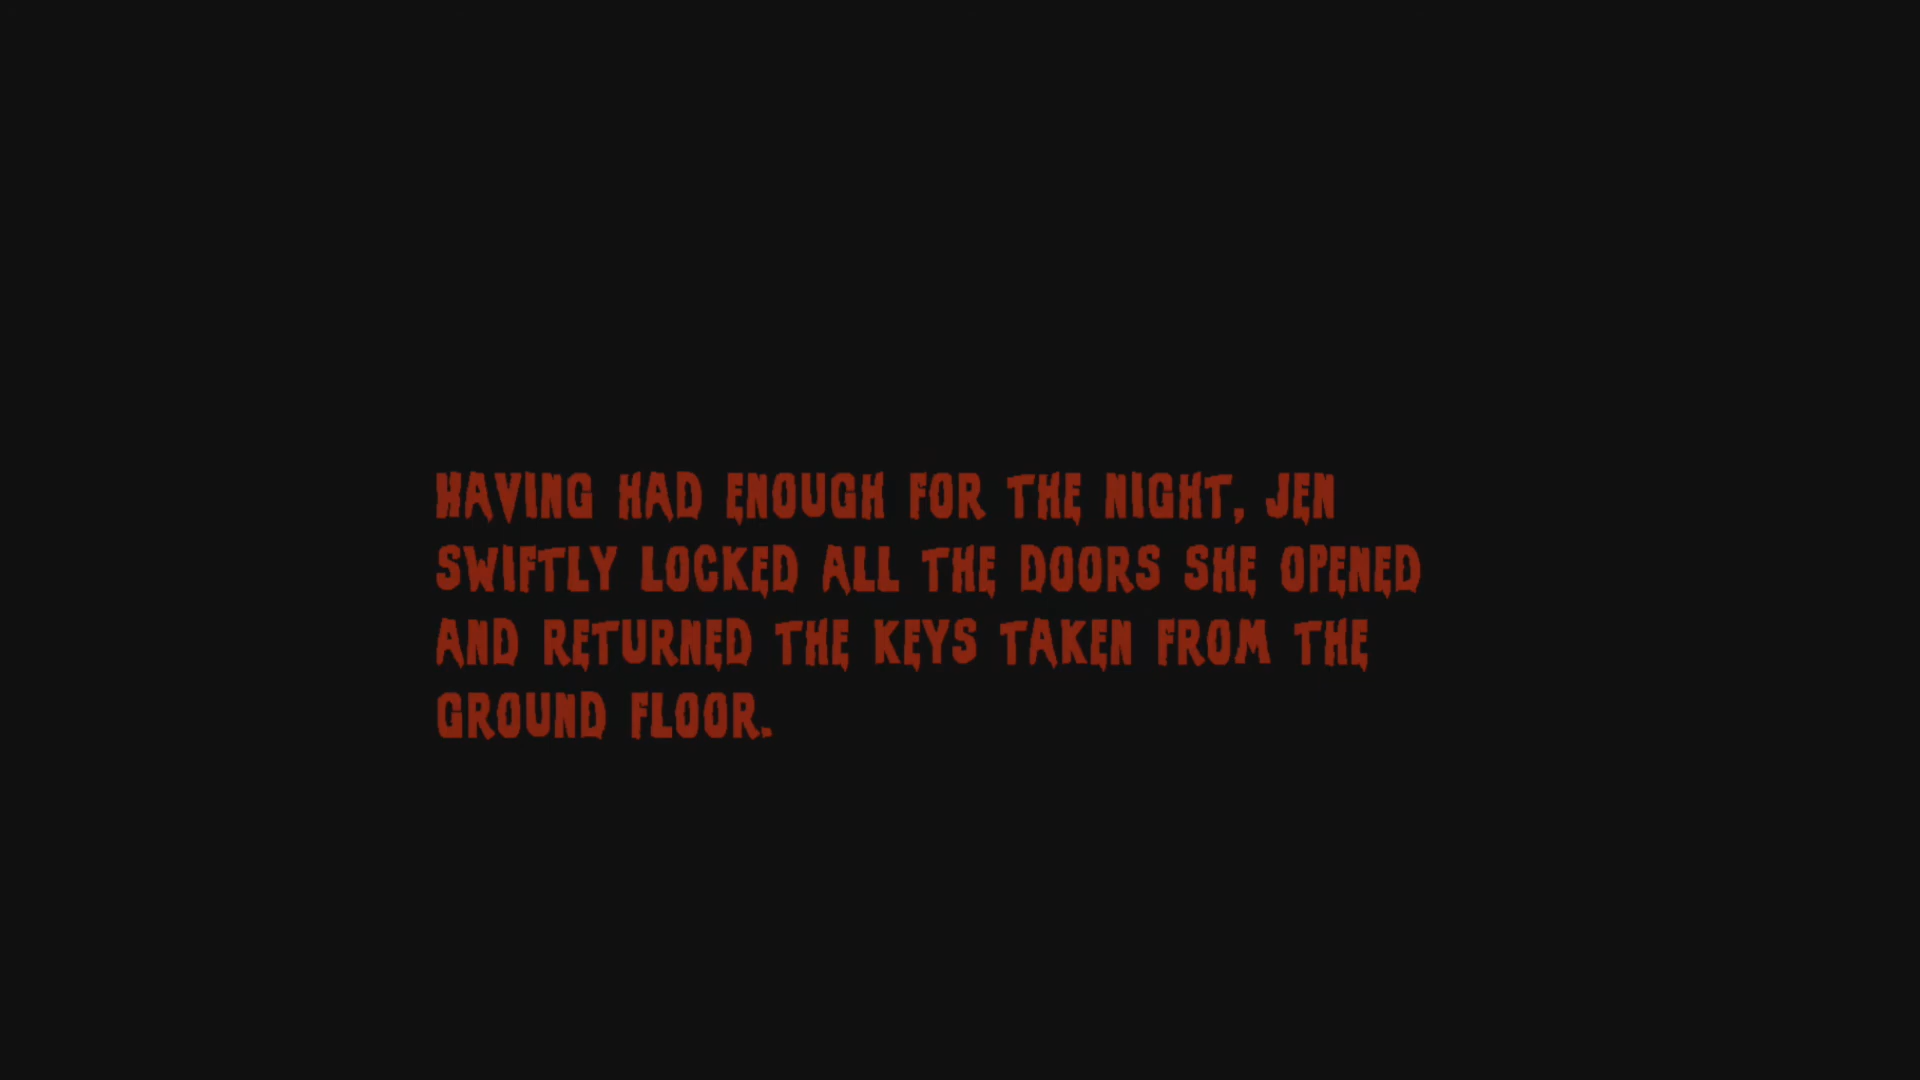 HAVING HAD ENOUGH FOR THE NIGHT, JEN
SWIFTLY LOCKED ALL THE DOORS SHE OPENED
AND RETURNED THE KEYS TAKEN FROM THE
GROUND FLOOR.